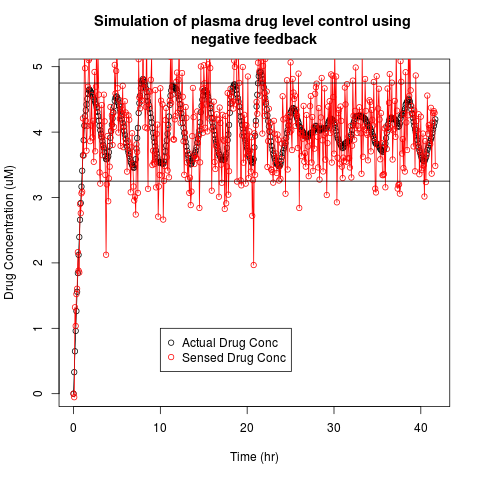 Simulation of plasma drug level control using
negative feedback
Drug Concentration (uM)
5
4
3
2
1
0
Actual Drug Conc
Sensed Drug Conc
0 10 20 30 40
Time (hr)